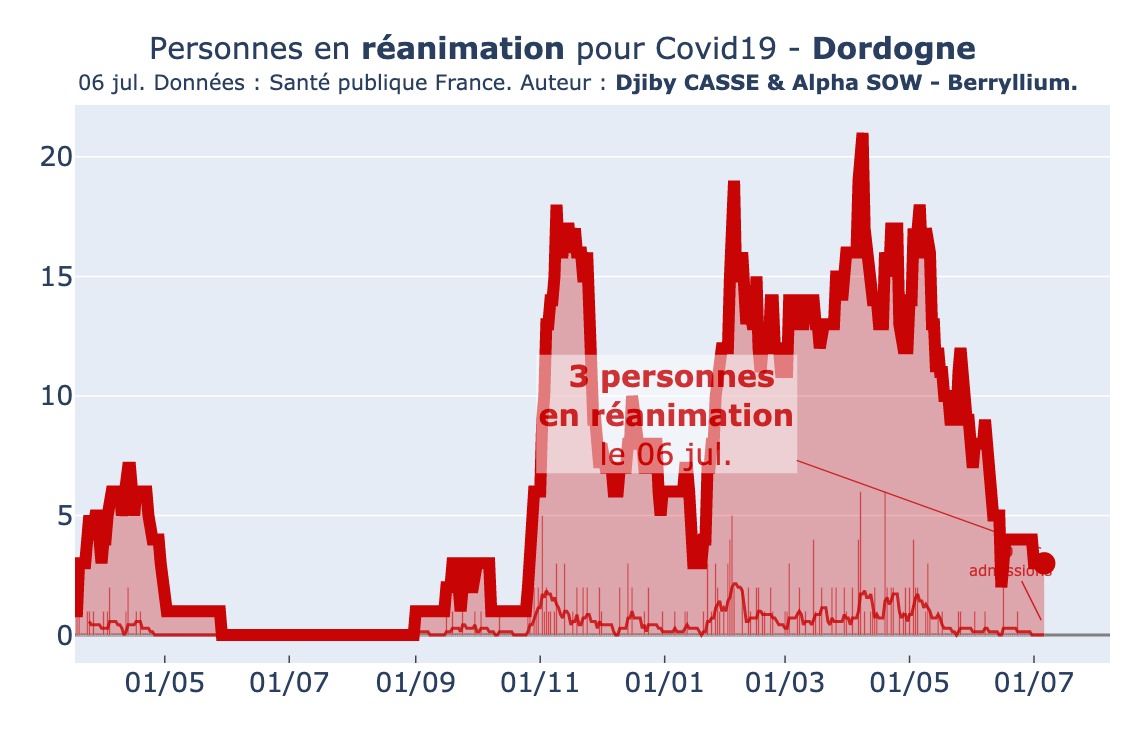 Personnes en réanimation pour Covid19 - Dordogne
06 jul. Données : Santé publique France. Auteur : Djiby CASSE & Alpha SOW - Berryllium.
20
15
10
5
0
3 personnes
en réanimation
le 06 jul.
admissions
01/05
01/07
01/09
01/11
01/01
01/03
01/05
01/07